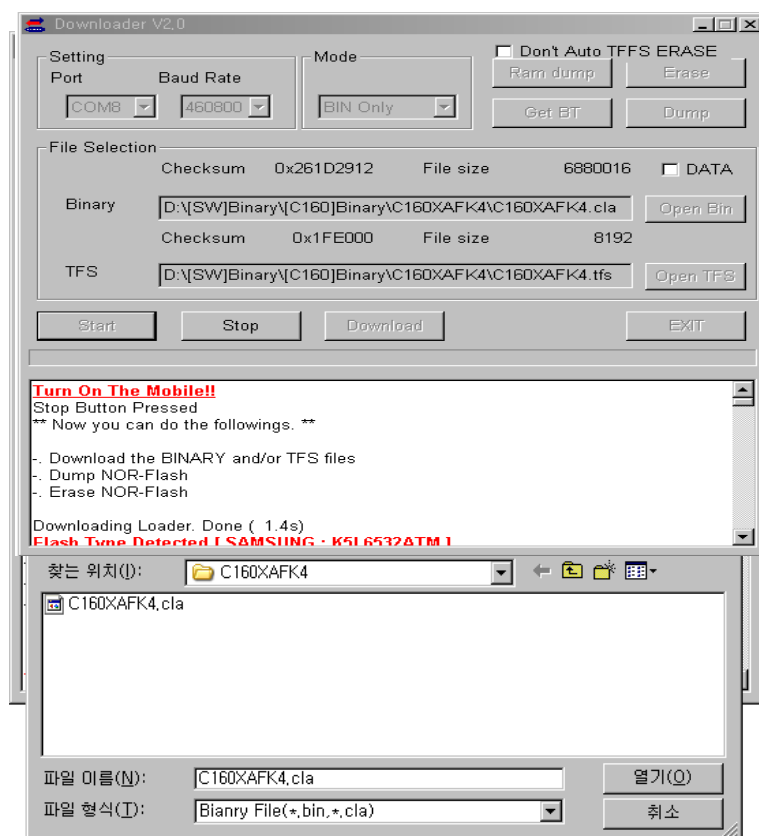 Downloader V2.0
Don't Auto TFFS ERASE
Setting
Mode
Port
Baud Rate
Ram dump
Erase
COM8
460800
BIN Only
Get BT
Dump
File Selection
Checksum 0x261D2912 File size 6880016 DATA
Binary D:\[SW]Binary\[C160]Binary\C160XAFK4\C160XAFK4.cla Open Bin
Checksum 0x1FE000 File size 8192
TFS D:\[SW]Binary\[C160]Binary\C160XAFK4\C160XAFK4.tfs Open TFS
Start Stop Download EXIT
Turn On The Mobile!!
Stop Button Pressed
** Now you can do the followings. **
-. Download the BINARY and/or TFS files
-. Dump NOR-Flash
-. Erase NOR-Flash
Downloading Loader. Done ( 1.4s)
Flash Type Detected [ SAMSUNG : K5L6532ATM ]
찾는 위치(I): C160XAFK4
C160XAFK4.cla
파일 이름(N): C160XAFK4.cla 열기(O)
파일 형식(T): Bianry File(*.bin,*.cla) 취소